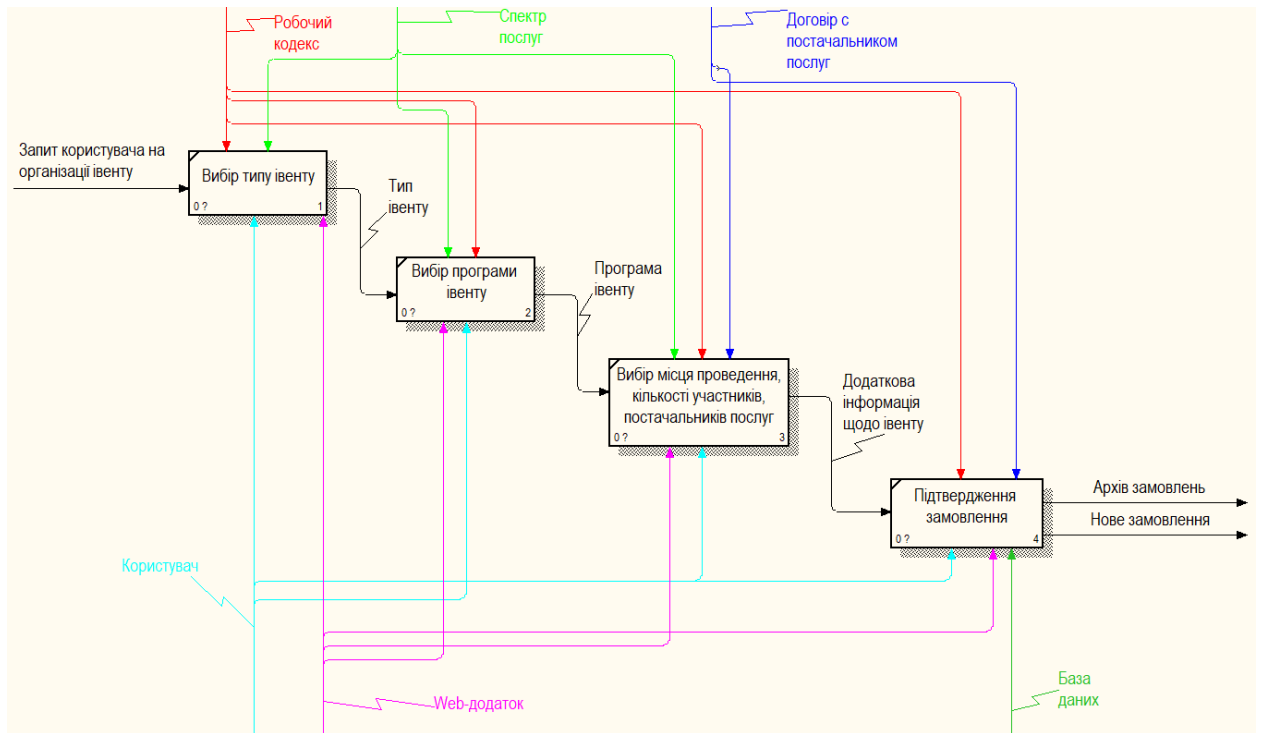 Робочий
кодекс
Спектр
послуг
Договір с
постачальником
послуг
Запит користувача на
організації івенту
Вибір типу івенту
0 ?
1
Тип
івенту
Вибір програми
івенту
0 ?
2
Програма
івенту
Вибір місця проведення,
кількості участників,
постачальників послуг
0 ?
3
Додаткова
інформація
щодо івенту
Підтвердження
замовлення
0 ?
4
Архів замовлень
Нове замовлення
Користувач
Web-додаток
База
даних